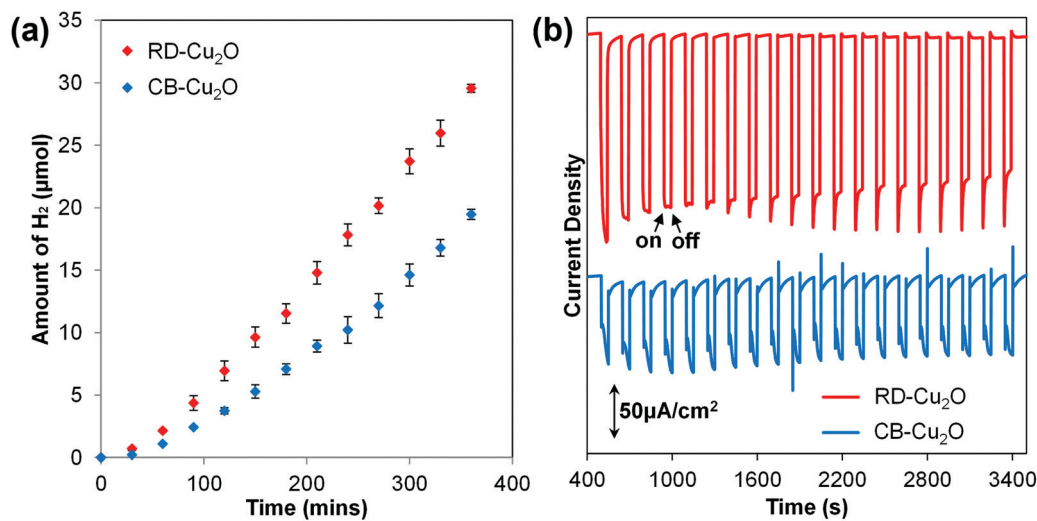 (a)
35
30
25
20
15
10
5
0
Amount of H₂ (µmol)
RD-Cu₂O
CB-Cu₂O
0 100 200 300 400
Time (mins)
(b)
Current Density
on off
50µA/cm²
RD-Cu₂O
CB-Cu₂O
400 1000 1600 2200 2800 3400
Time (s)